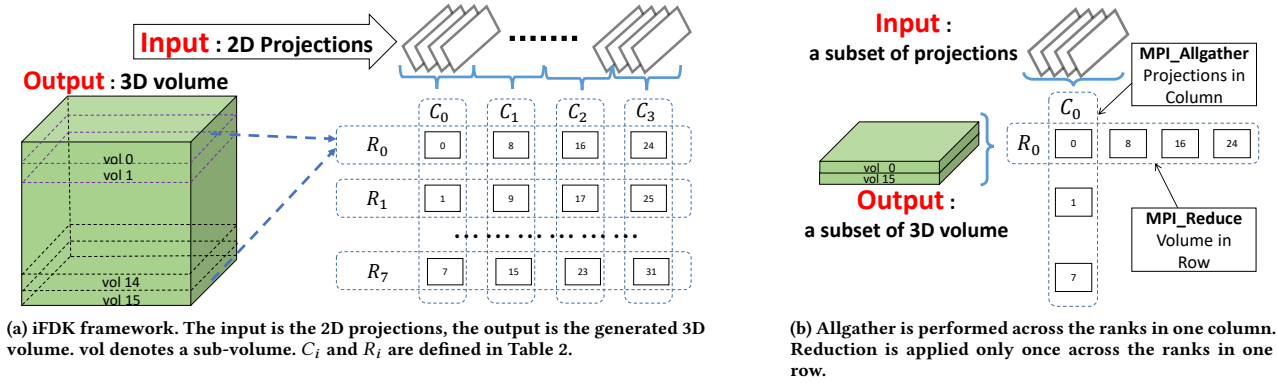 Input : 2D Projections
Output : 3D volume
vol 0
vol 1
vol 14
vol 15
C0 C1 C2 C3
R0 0 8 16 24
R1 1 9 17 25
R7 7 15 23 31
(a) iFDK framework. The input is the 2D projections, the output is the generated 3D
volume. vol denotes a sub-volume. Ci and Ri are defined in Table 2.
Input :
a subset of projections
MPI_Allgather
Projections in
Column
C0
R0 0 8 16 24
1
7
vol 0
vol 15
Output :
a subset of 3D volume
MPI_Reduce
Volume in
Row
(b) Allgather is performed across the ranks in one column.
Reduction is applied only once across the ranks in one
row.